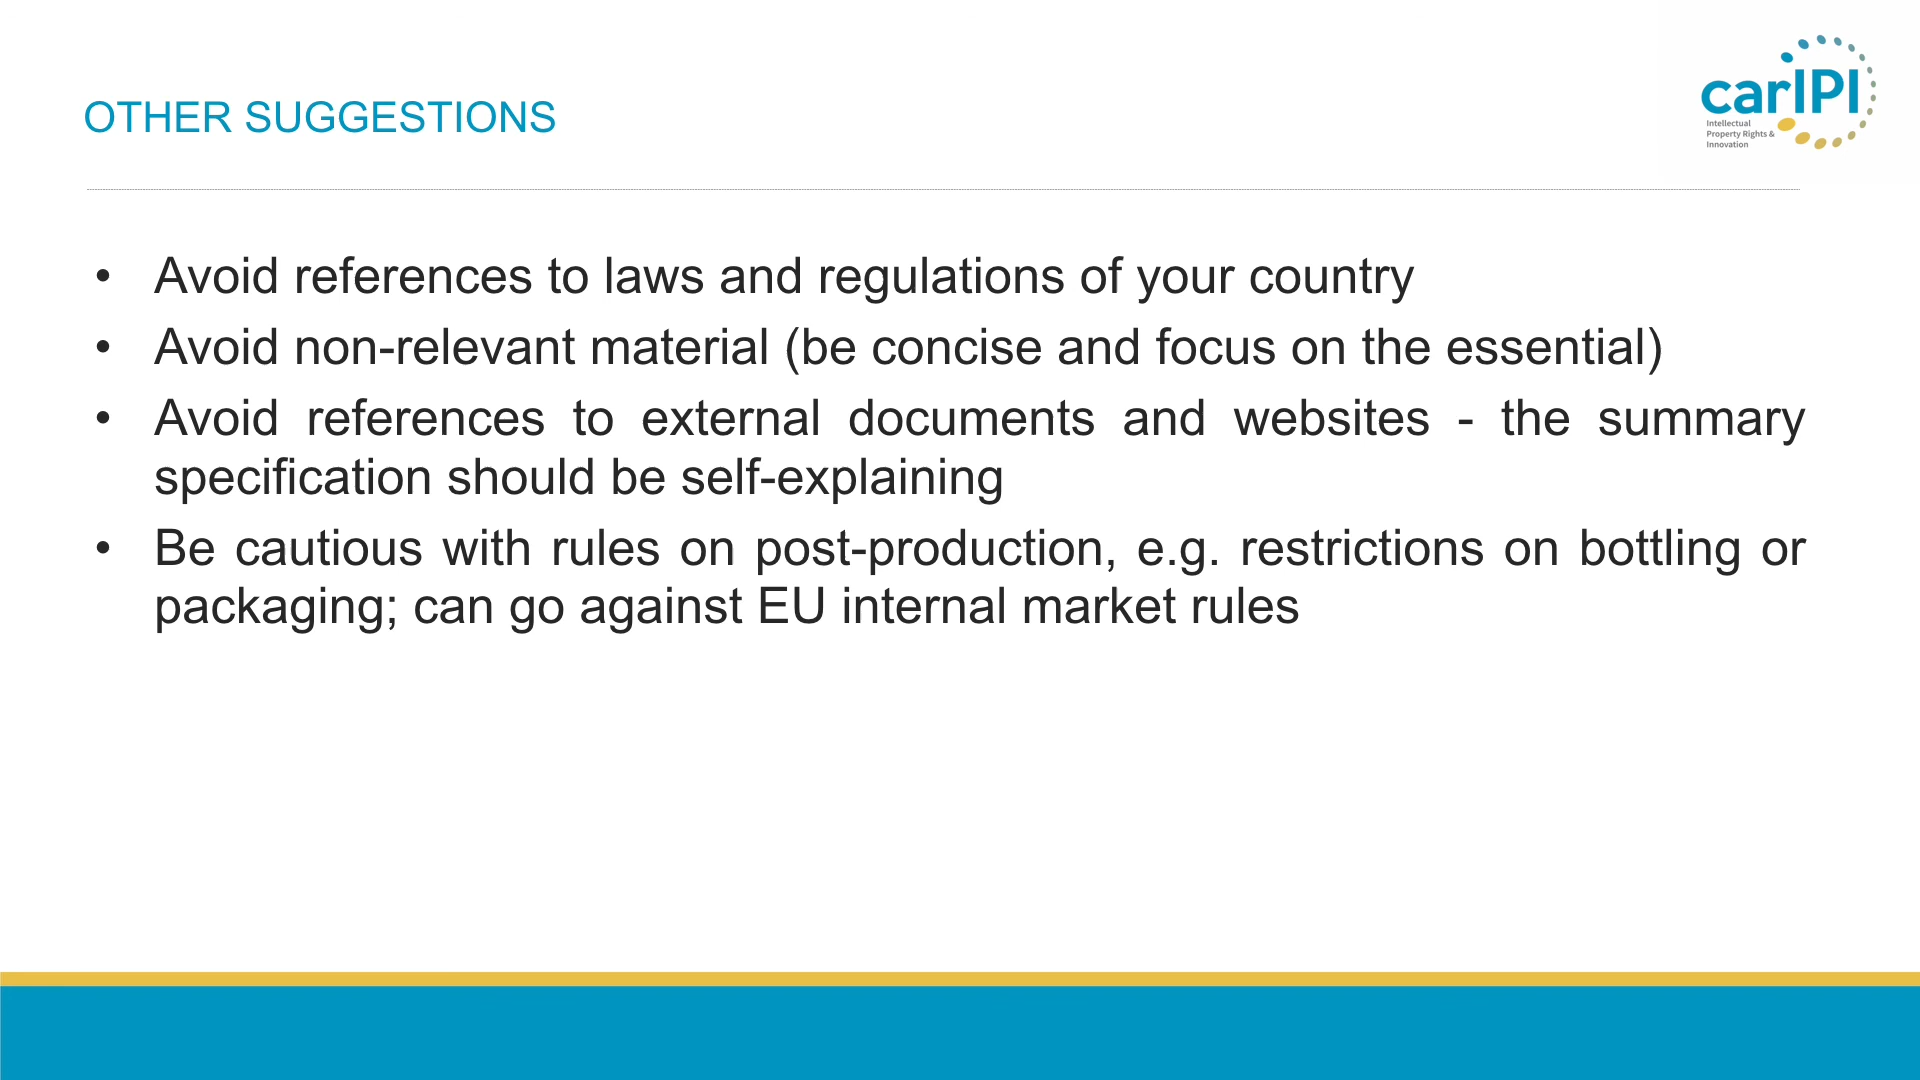 carIPI
Intellectual
Property Rights &
Innovation
OTHER SUGGESTIONS
• Avoid references to laws and regulations of your country
• Avoid non-relevant material (be concise and focus on the essential)
• Avoid references to external documents and websites - the summary
specification should be self-explaining
• Be cautious with rules on post-production, e.g. restrictions on bottling or
packaging; can go against EU internal market rules